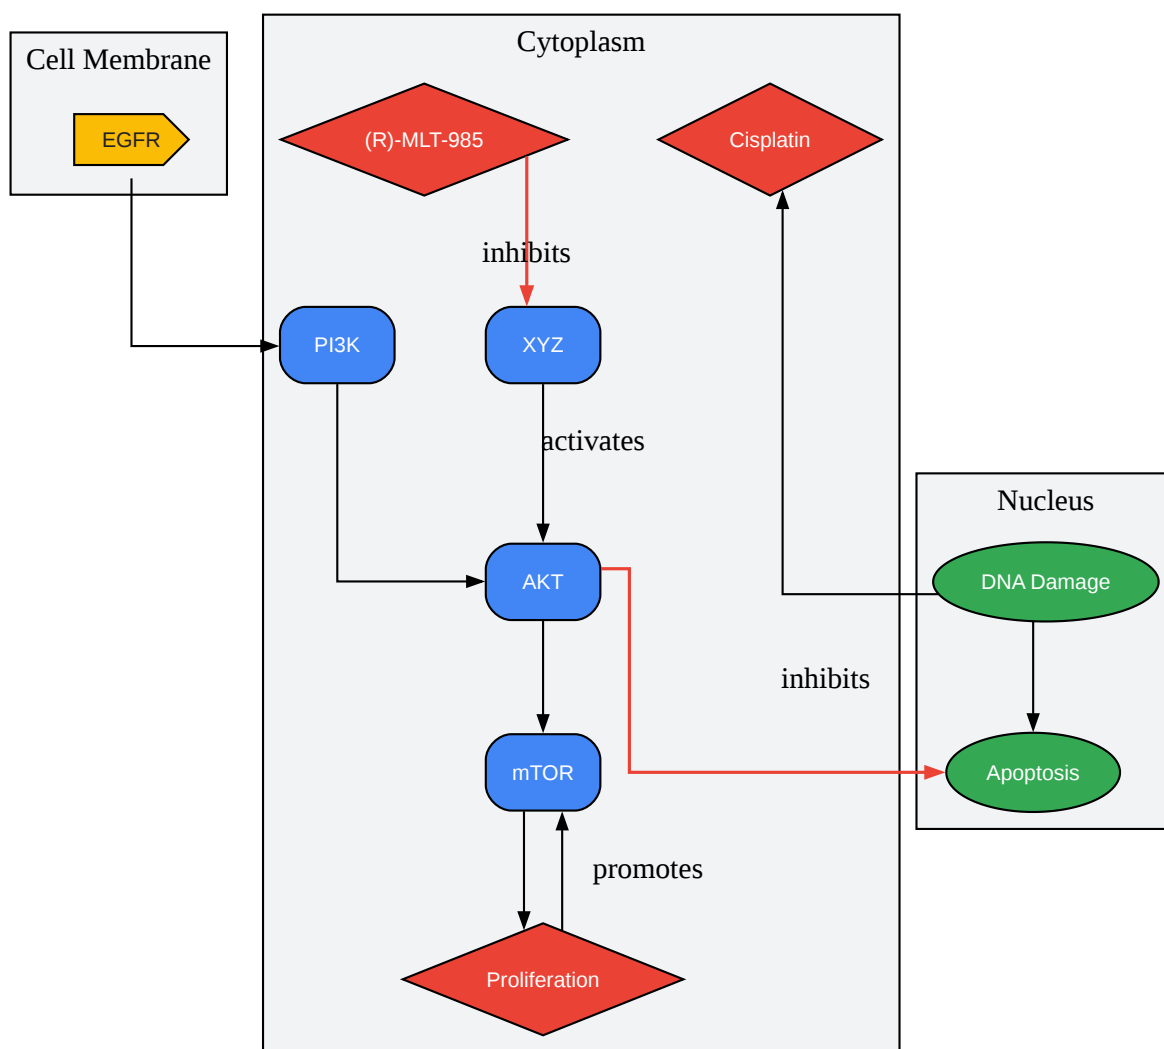 Cytoplasm
Cell Membrane
EGFR
(R)-MLT-985
Cisplatin
inhibits
PI3K
XYZ
activates
Nucleus
AKT
DNA Damage
inhibits
mTOR
Apoptosis
promotes
Proliferation